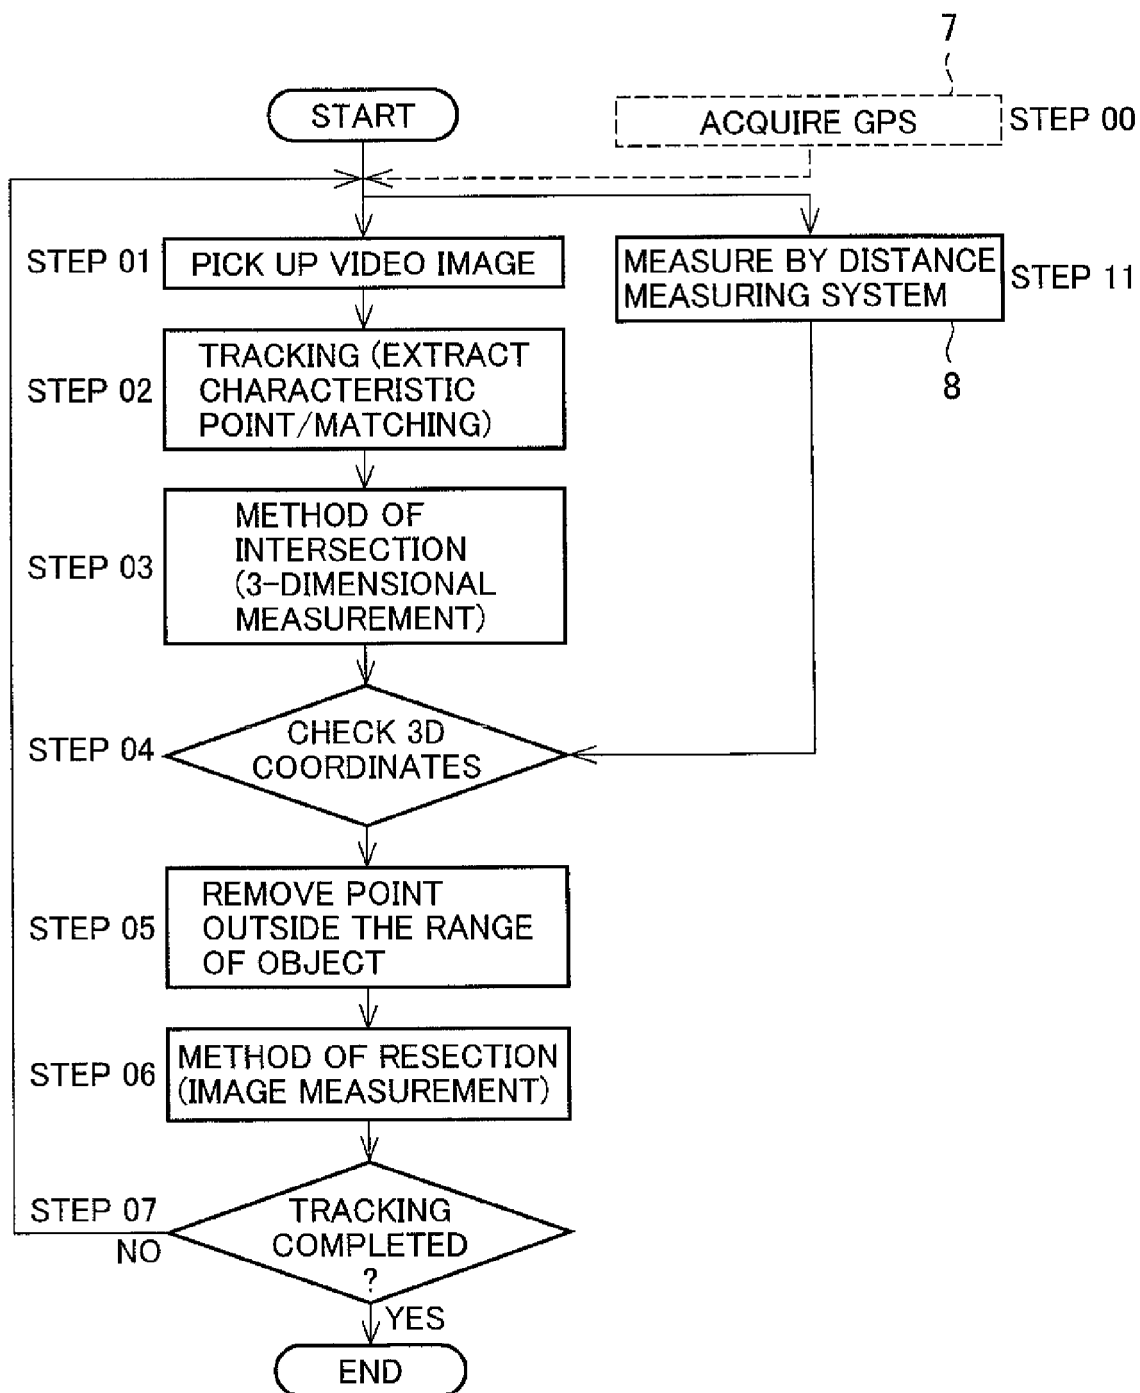 7
START
ACQUIRE GPS
STEP 00
STEP 01
PICK UP VIDEO IMAGE
MEASURE BY DISTANCE
MEASURING SYSTEM
STEP 11
8
STEP 02
TRACKING (EXTRACT
CHARACTERISTIC
POINT/MATCHING)
STEP 03
METHOD OF
INTERSECTION
(3-DIMENSIONAL
MEASUREMENT)
STEP 04
CHECK 3D
COORDINATES
STEP 05
REMOVE POINT
OUTSIDE THE RANGE
OF OBJECT
STEP 06
METHOD OF RESECTION
(IMAGE MEASUREMENT)
STEP 07
NO
TRACKING
COMPLETED
?
YES
END